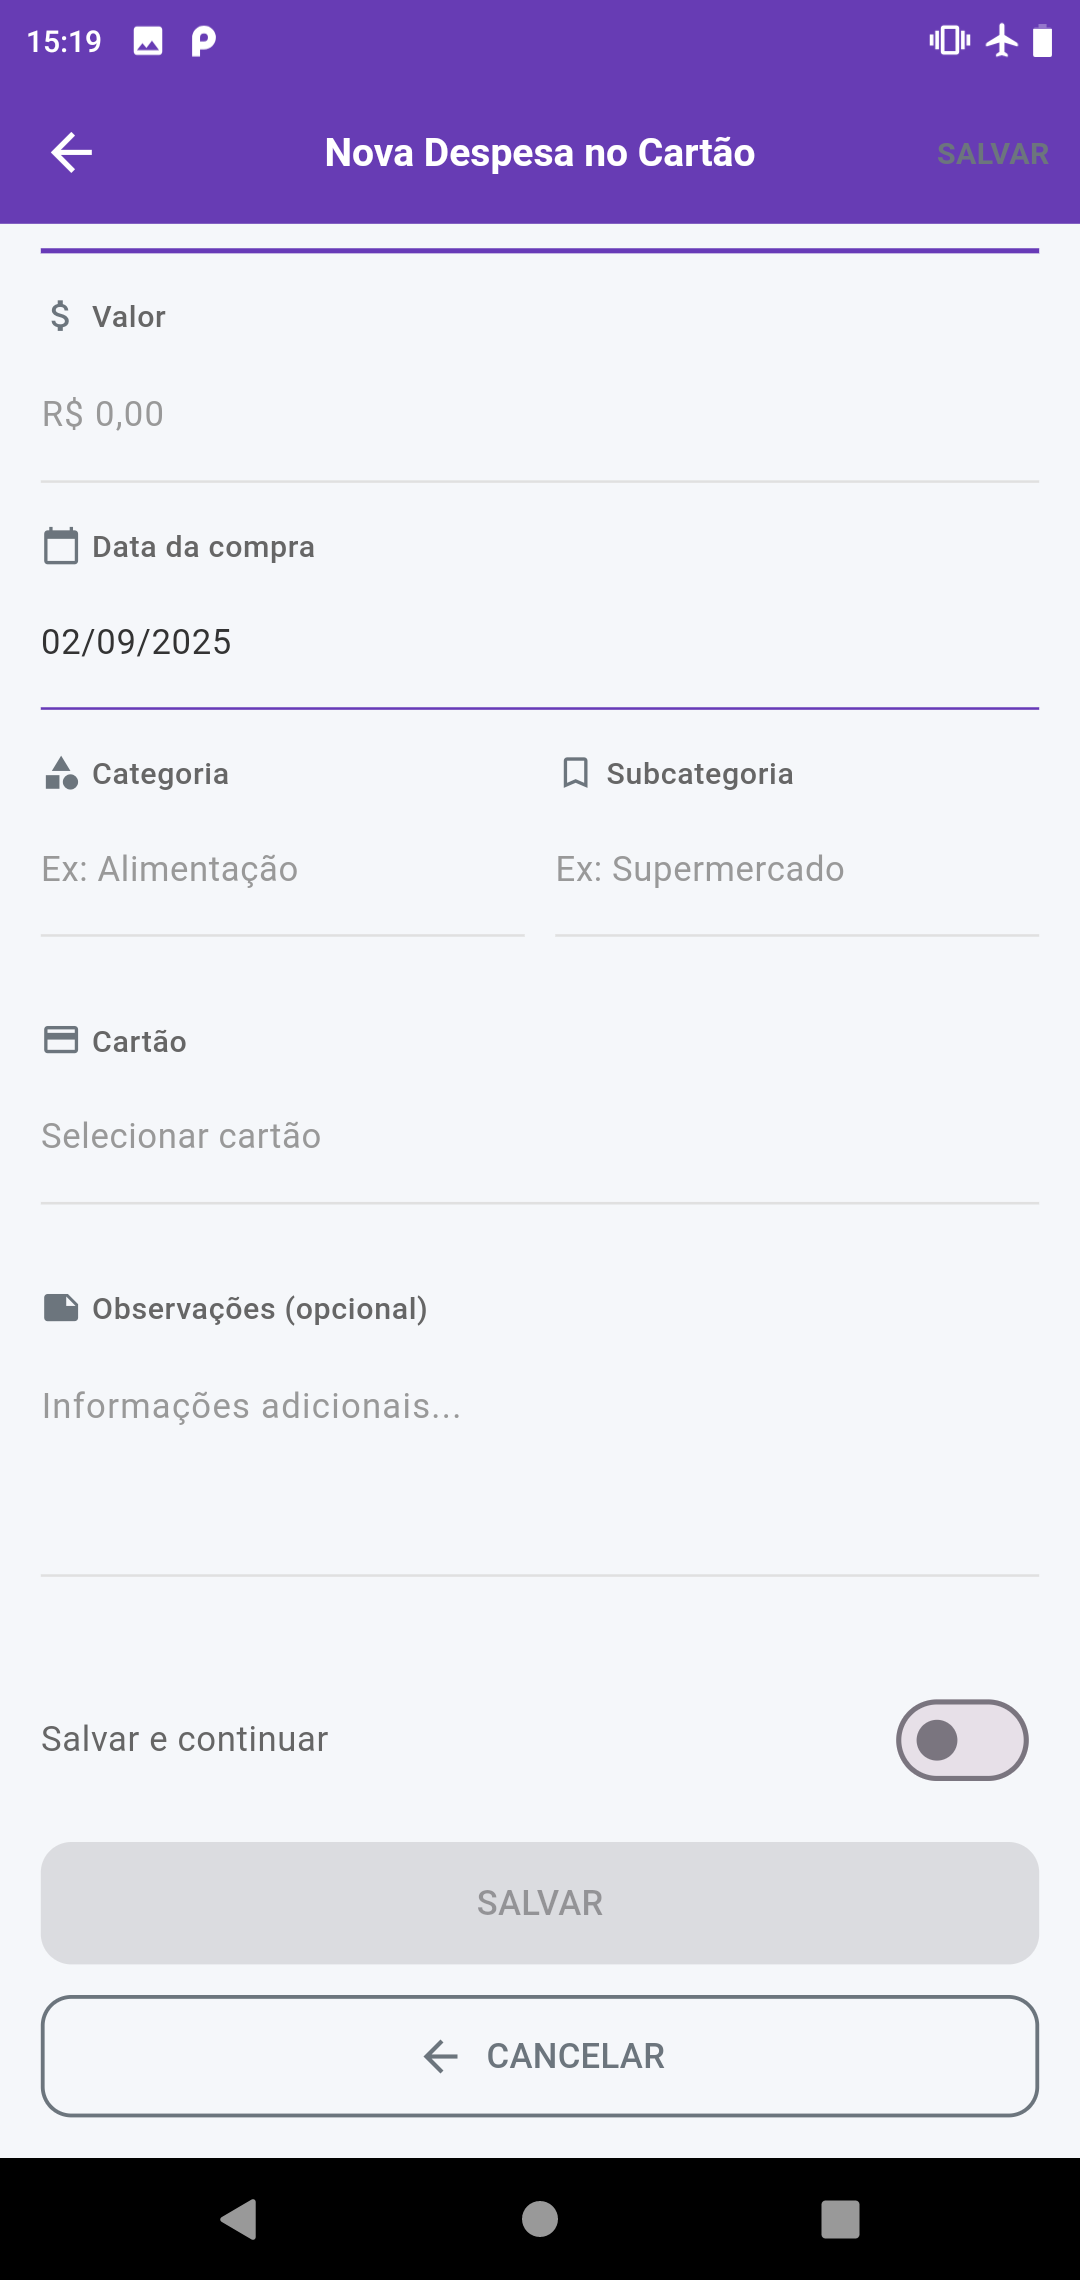 15:19
Nova Despesa no Cartão
SALVAR
Valor
R$ 0,00
Data da compra
02/09/2025
Categoria
Subcategoria
Ex: Alimentação
Ex: Supermercado
Cartão
Selecionar cartão
Observações (opcional)
Informações adicionais...
Salvar e continuar
SALVAR
CANCELAR